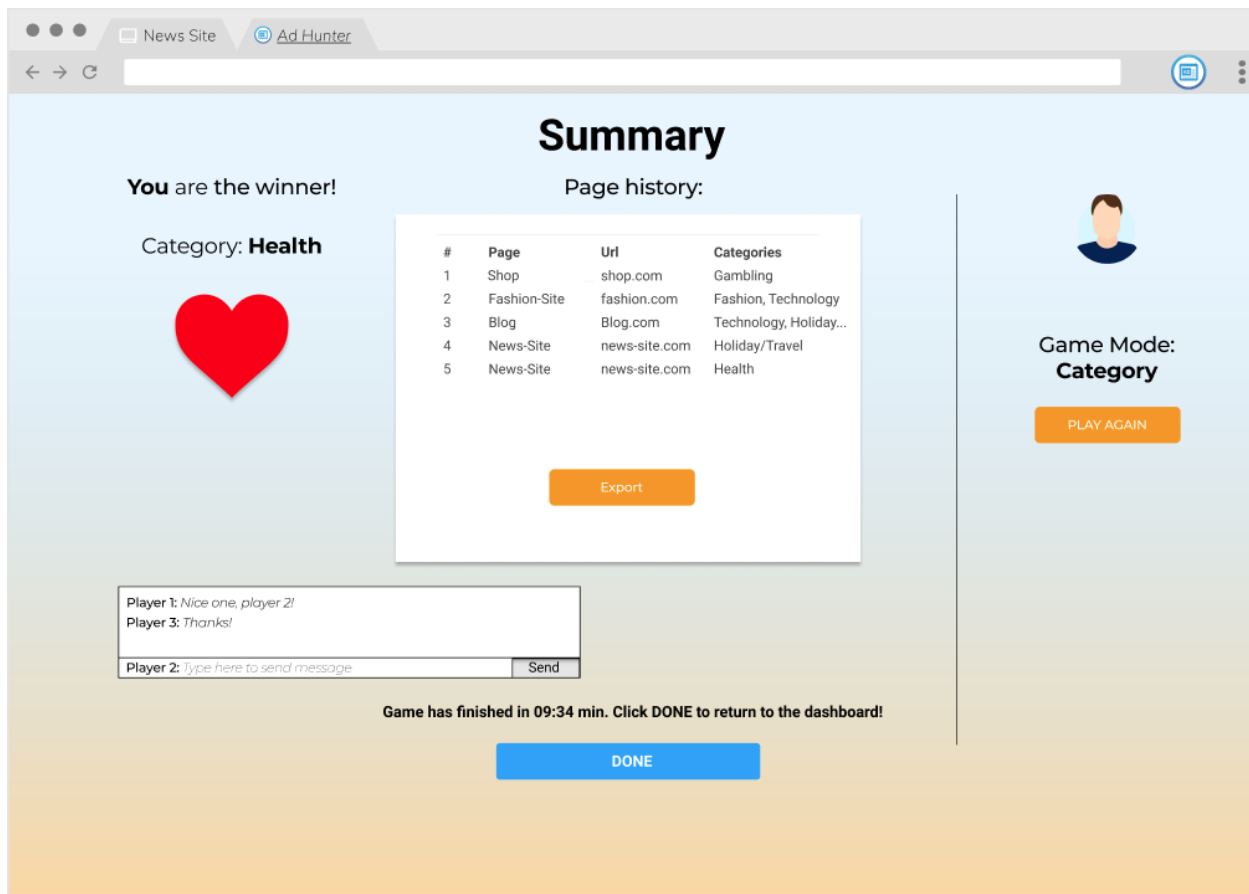 News Site
Ad Hunter
Summary
You are the winner!
Category: Health
Page history:
# Page Url Categories
1 Shop shop.com Gambling
2 Fashion-Site fashion.com Fashion, Technology
3 Blog Blog.com Technology, Holiday...
4 News-Site news-site.com Holiday/Travel
5 News-Site news-site.com Health
Export
Game Mode:
Category
PLAY AGAIN
Player 1: Nice one, player 2!
Player 3: Thanks!
Player 2: Type here to send message
Send
Game has finished in 09:34 min. Click DONE to return to the dashboard!
DONE